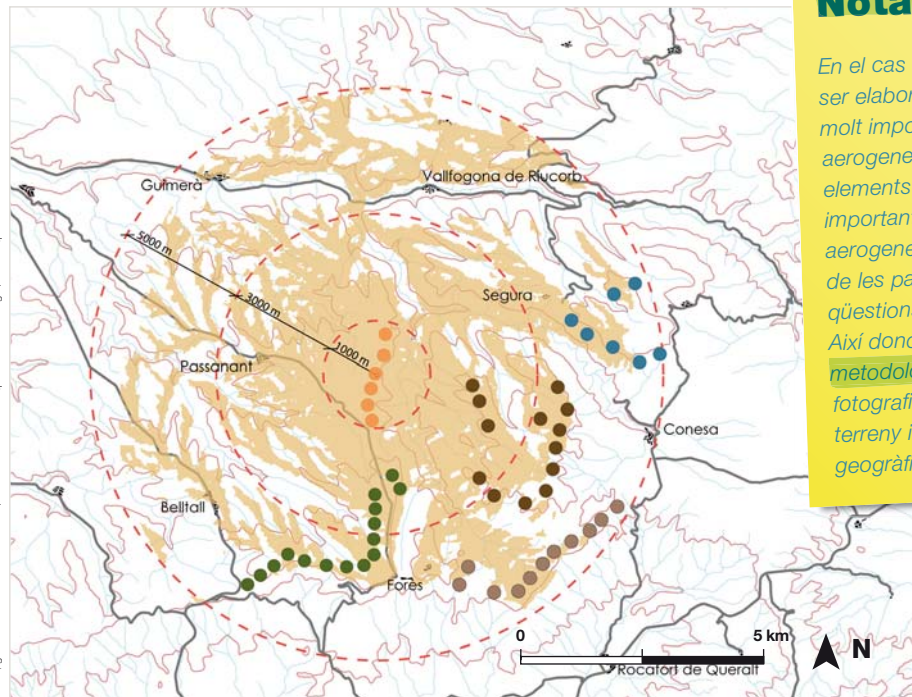 Nota
En el cas
ser elabor
molt impo
aerogene
elements
important
aerogene
de les pa
qüestion
Així donc
metodolo
fotografi
terreny i
geogràfi
Guimerà
Vallfogona de Riucorb
5000 m
3000 m
1000 m
Segura
Passanant
Conesa
Belltall
Forès
0
5 km
Rocafort de Queralt
N